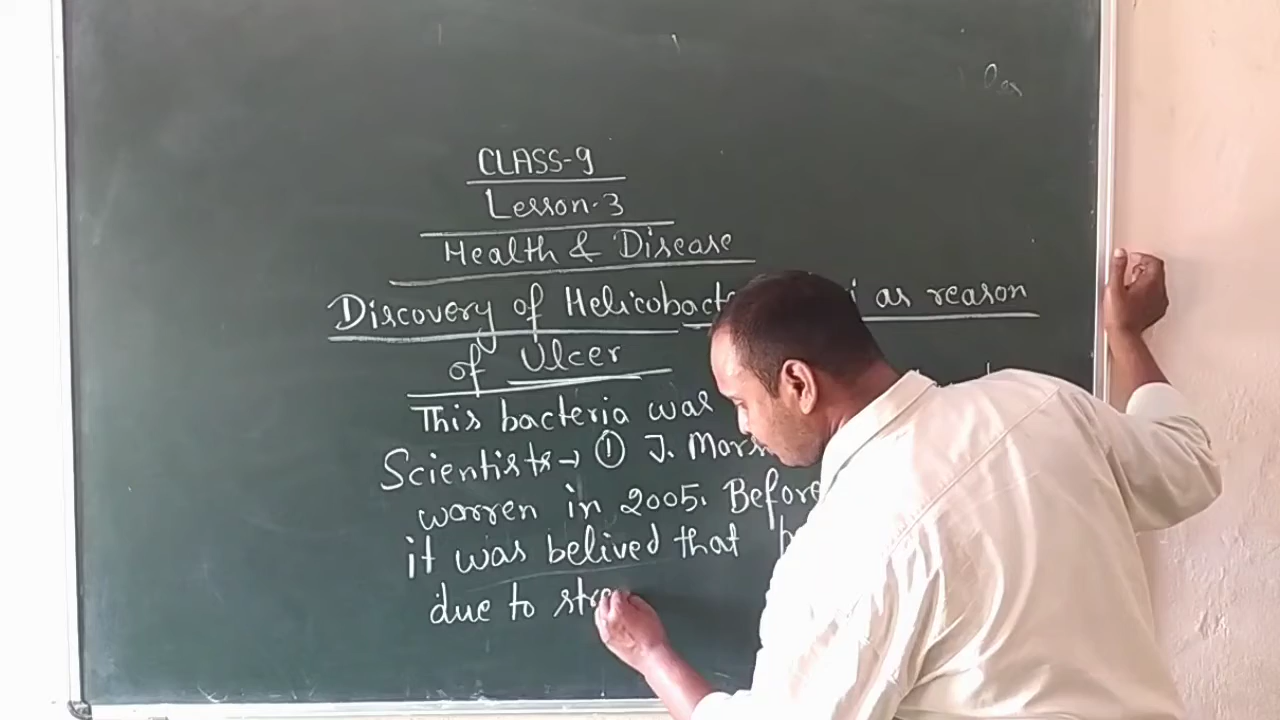 CLASS-9
Lesson-3
Health & Disease
Discovery of Helicobact i as reason
of Ulcer
This bacteria was
Scientists→ ① J. Mars
warren in 2005. Before
it was belived that
due to stre